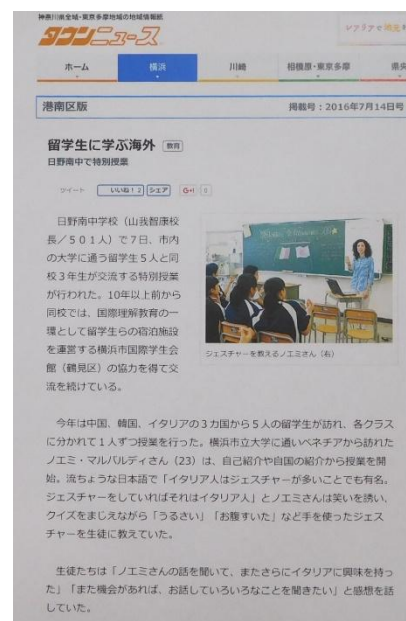 神奈川県全域・東京多摩地域の地域情報紙
タウンニュース
ホーム
横浜
川崎
相模原・東京多摩
県央
港南区版
掲載号:2016年7月14日号
留学生に学ぶ海外 教育
日野南中で特別授業
ツイート いいね! 2 シェア G+1 0
日野南中学校(山我智康校
長/501人)で7日、市内
の大学に通う留学生5人と同
校3年生が交流する特別授業
が行われた。10年以上前から
同校では、国際理解教育の一
環として留学生らの宿泊施設
を運営する横浜市国際学生会
館(鶴見区)の協力を得て交
流を続けている。
ジェスチャーを教えるノエミさん(右)
今年は中国、韓国、イタリアの3カ国から5人の留学生が訪れ、各クラス
に分かれて1人ずつ授業を行った。横浜市立大学に通いベネチアから訪れた
ノエミ・マルバルディさん(23)は、自己紹介や自国の紹介から授業を開
始。流ちょうな日本語で「イタリア人はジェスチャーが多いことでも有名。
ジェスチャーをしていればそれはイタリア人」とノエミさんは笑いを誘い、
クイズをまじえながら「うるさい」「お腹すいた」など手を使ったジェス
チャーを生徒に教えていた。
生徒たちは「ノエミさんの話を聞いて、またさらにイタリアに興味を持っ
た」「また機会があれば、お話していろいろなことを聞きたい」と感想を話
していた。